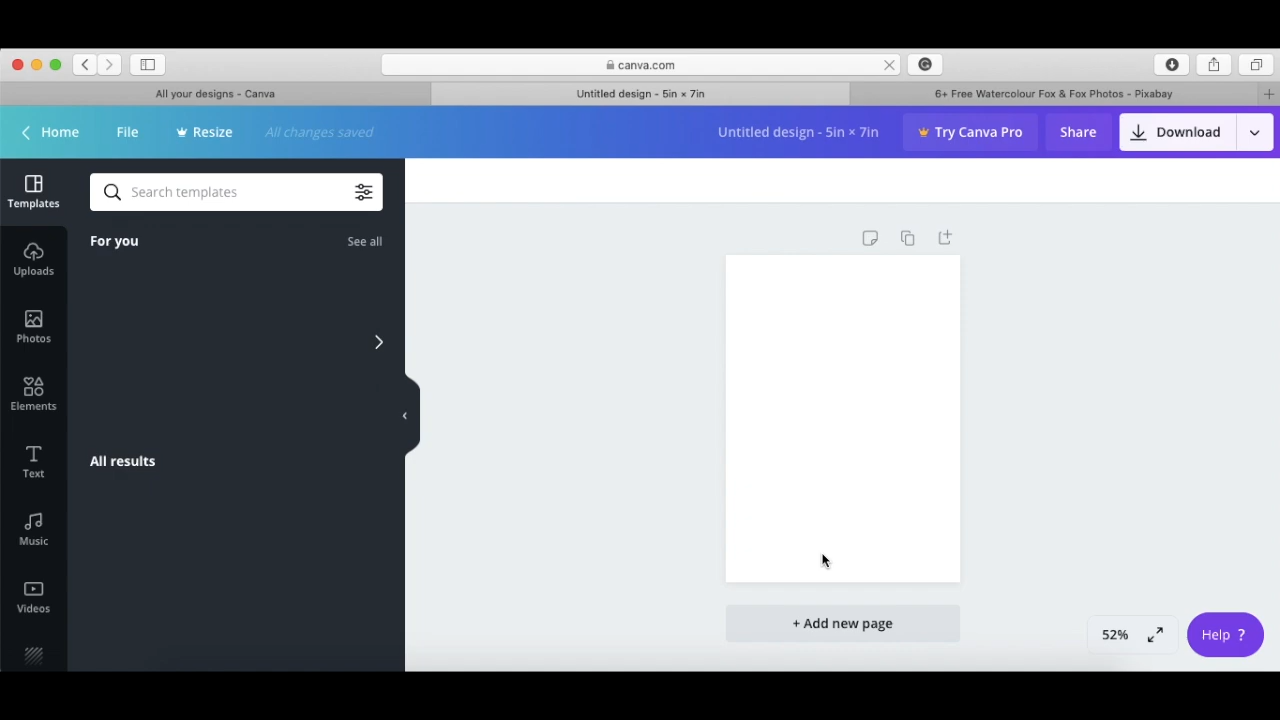 canva.com
All your designs - Canva
Untitled design - 5in × 7in
6+ Free Watercolour Fox & Fox Photos - Pixabay
Home
File
Resize
All changes saved
Untitled design - 5in × 7in
Try Canva Pro
Share
Download
Templates
Search templates
For you
See all
Uploads
Photos
Elements
All results
Text
Music
Videos
+ Add new page
52%
Help ?